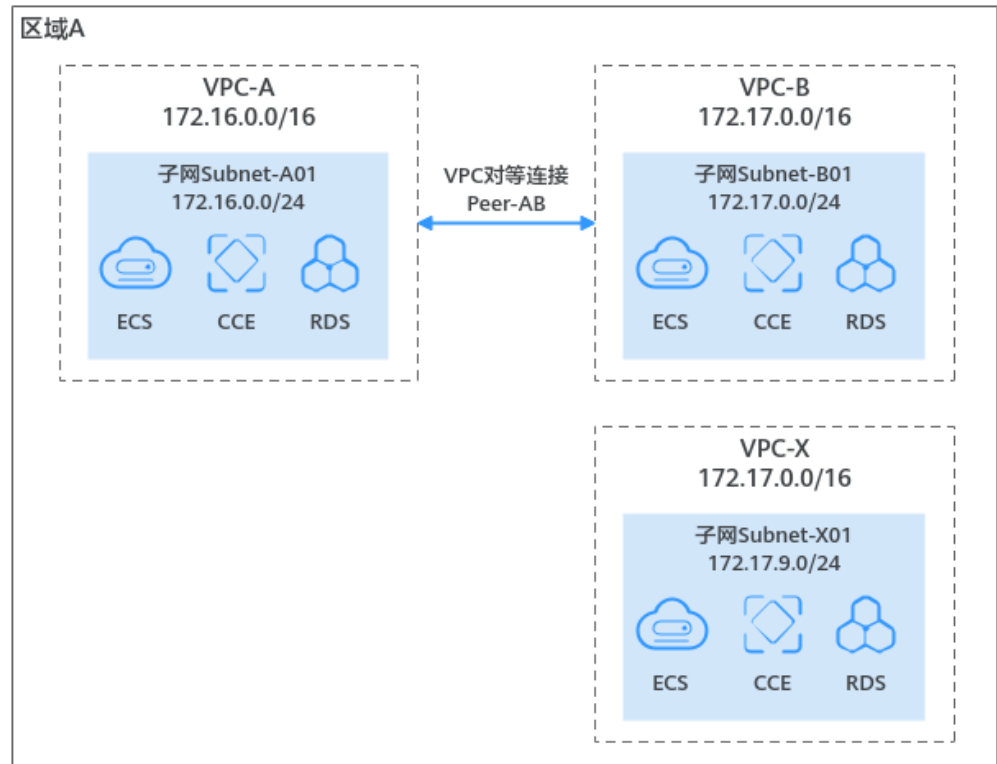 区域A
VPC-A
172.16.0.0/16
子网Subnet-A01
172.16.0.0/24
ECS
CCE
RDS
VPC对等连接
Peer-AB
VPC-B
172.17.0.0/16
子网Subnet-B01
172.17.0.0/24
ECS
CCE
RDS
VPC-X
172.17.0.0/16
子网Subnet-X01
172.17.9.0/24
ECS
CCE
RDS